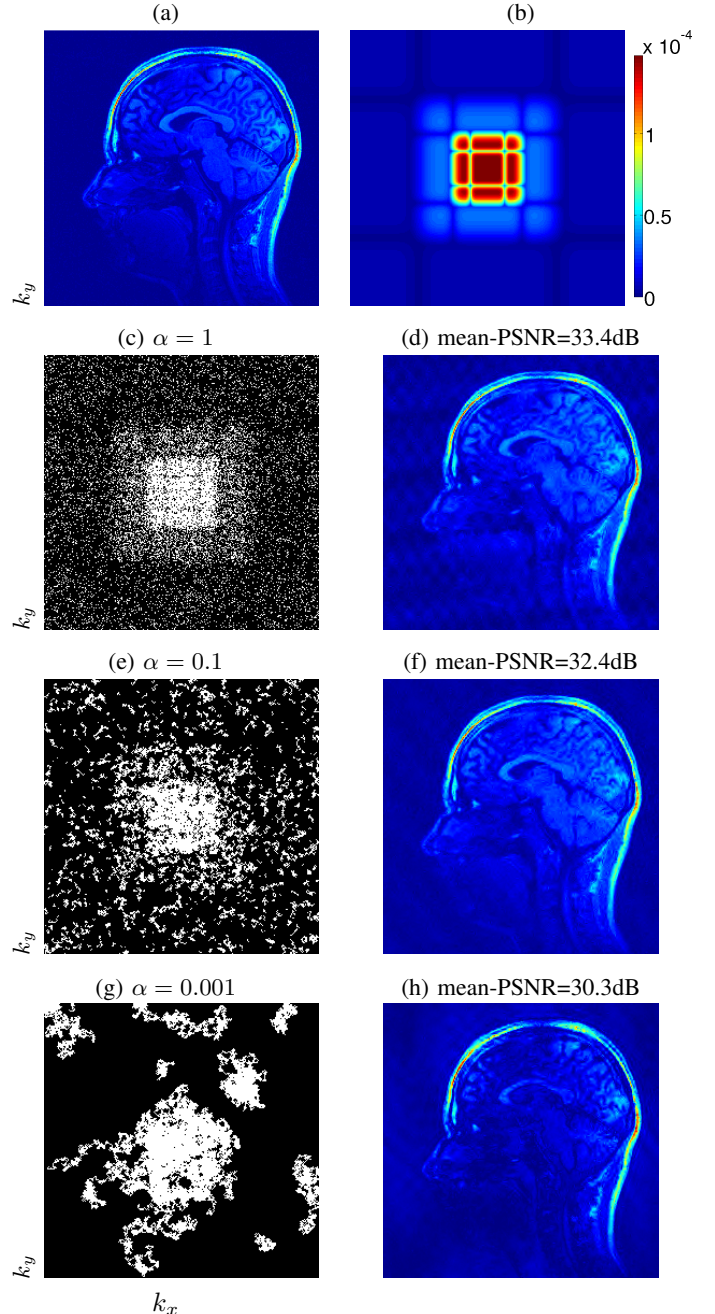 (a) (b)
x 10⁻⁴
1
0.5
0
k_y
(c) α = 1 (d) mean-PSNR=33.4dB
k_y
(e) α = 0.1 (f) mean-PSNR=32.4dB
k_y
(g) α = 0.001 (h) mean-PSNR=30.3dB
k_y
k_x